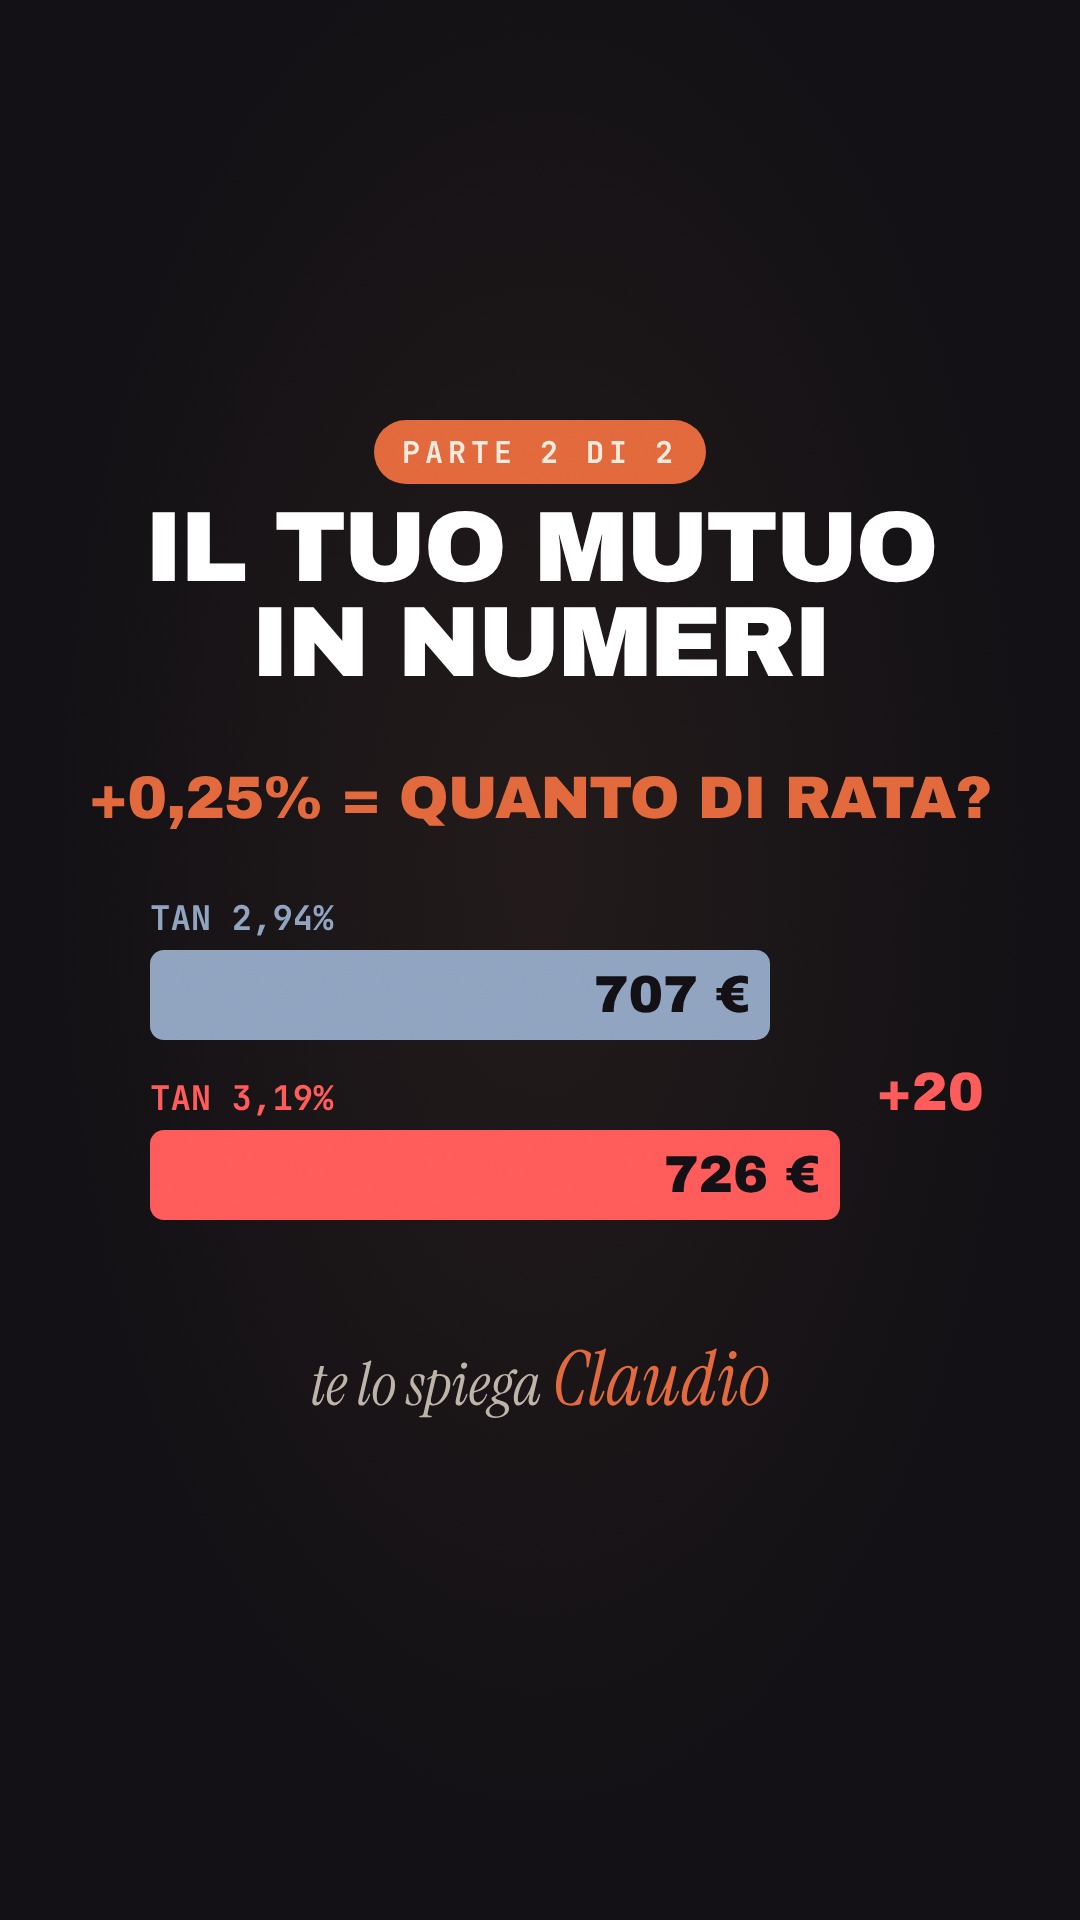 PARTE 2 DI 2
IL TUO MUTUO
IN NUMERI
+0,25% = QUANTO DI RATA?
TAN 2,94%
707 €
TAN 3,19%
+20
726 €
te lo spiega Claudio